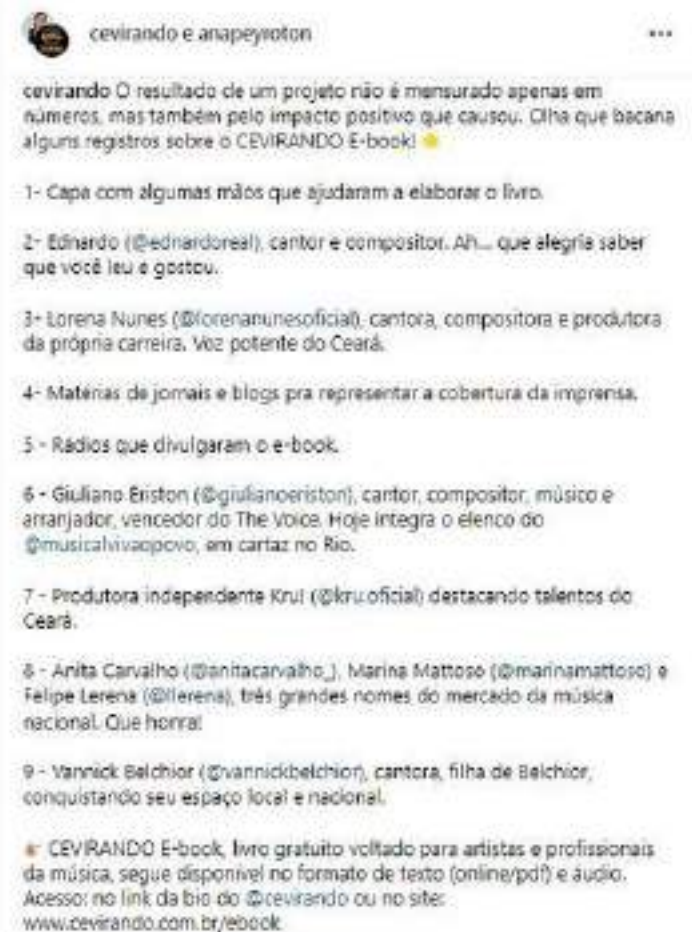 cevirando e anapeyroton
cevirando O resultado de um projeto não é mensurado apenas em
números, mas também pelo impacto positivo que causou. Olha que bacana
alguns registros sobre o CEVIRANDO E-book!
1- Capa com algumas mãos que ajudaram a elaborar o livro.
2- Ednardo (@ednardoreal), cantor e compositor. Ah... que alegria saber
que você leu e gostou.
3- Lorena Nunes (@lorenanunesoficial), cantora, compositora e produtora
da própria carreira. Voz potente do Ceará.
4- Matérias de jornais e blogs pra representar a cobertura da imprensa.
5 - Rádios que divulgaram o e-book.
6 - Giuliano Eriston (@giulianoeriston), cantor, compositor, músico e
arranjador, vencedor do The Voice. Hoje integra o elenco do
@musicalvivaopovo, em cartaz no Rio.
7 - Produtora independente Kru! (@kru.oficial) destacando talentos do
Ceará.
8 - Anita Carvalho (@anitacarvalho_), Marina Mattoso (@marinamattoso) e
Felipe Llerena (@llerena), três grandes nomes do mercado da música
nacional. Que honra!
9 - Vannick Belchior (@vannickbelchior), cantora, filha de Belchior,
conquistando seu espaço local e nacional.
CEVIRANDO E-book, livro gratuito voltado para artistas e profissionais
da música, segue disponível no formato de texto (online/pdf) e áudio.
Acesso: no link da bio do @cevirando ou no site:
www.cevirando.com.br/ebook